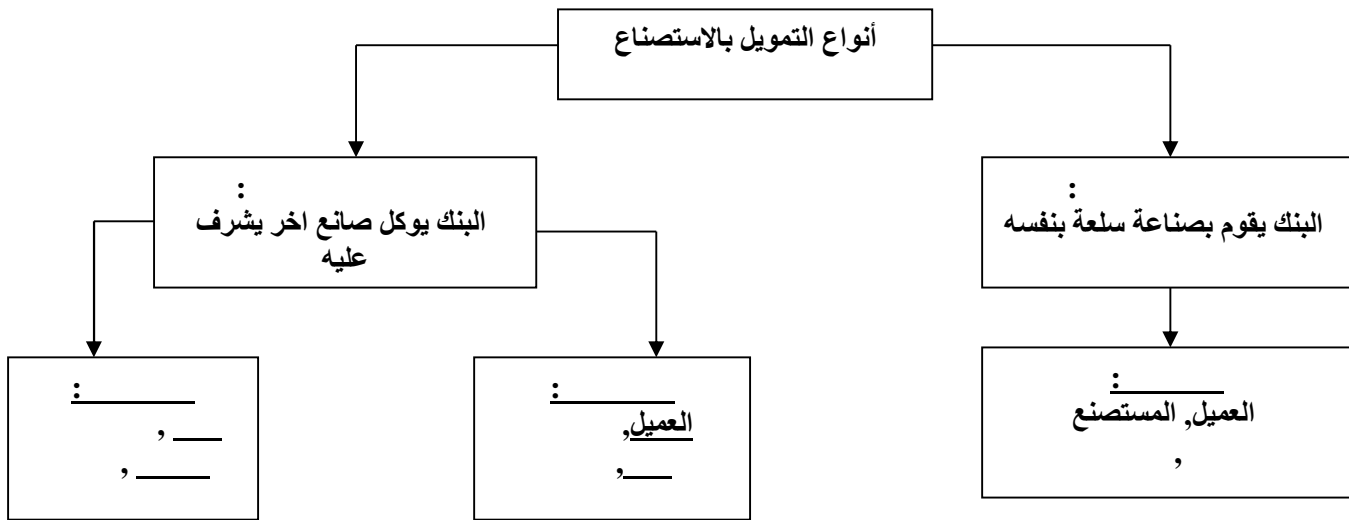 أنواع التمويل بالاستصناع
:
البنك يقوم بصناعة سلعة بنفسه
:
البنك يوكل صانع اخر يشرف
عليه
:
العميل, المستصنع
,
:
العميل,
,
:
,
,